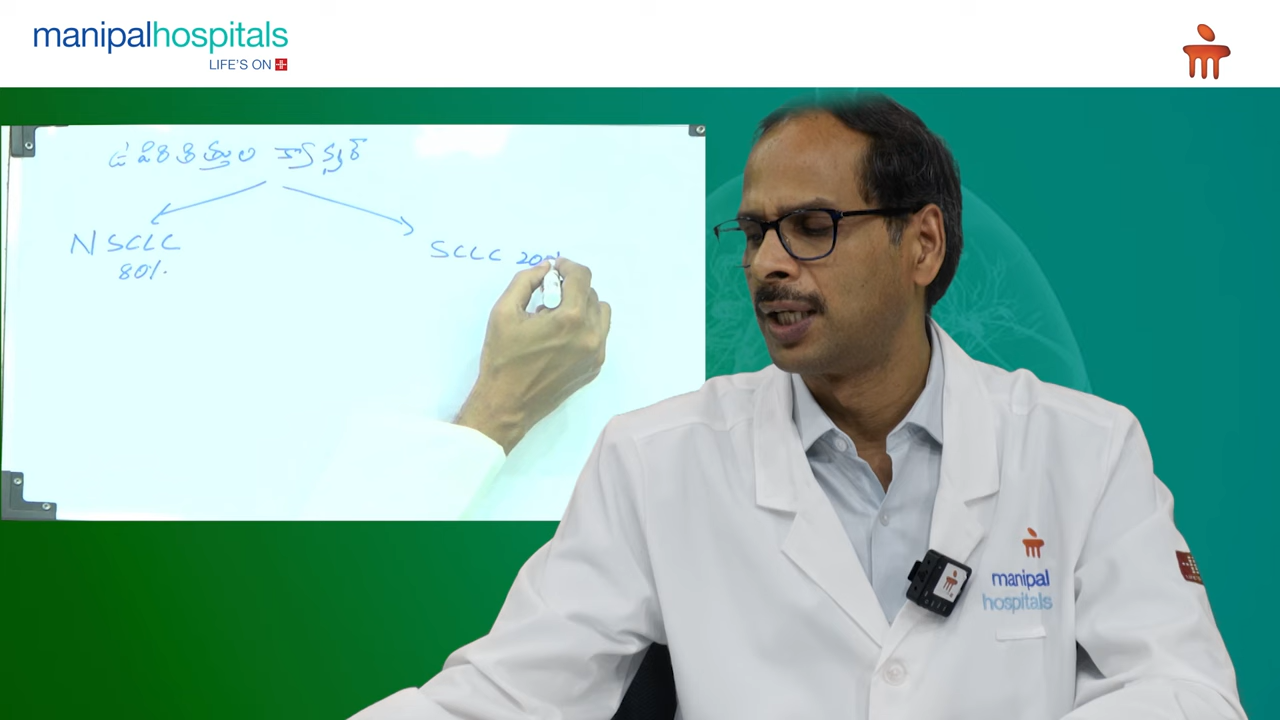 manipalhospitals
LIFE'S ON
ఊపిరితిత్తుల కాన్సర్
NSCLC
80%.
SCLC 20%
manipal
hospitals